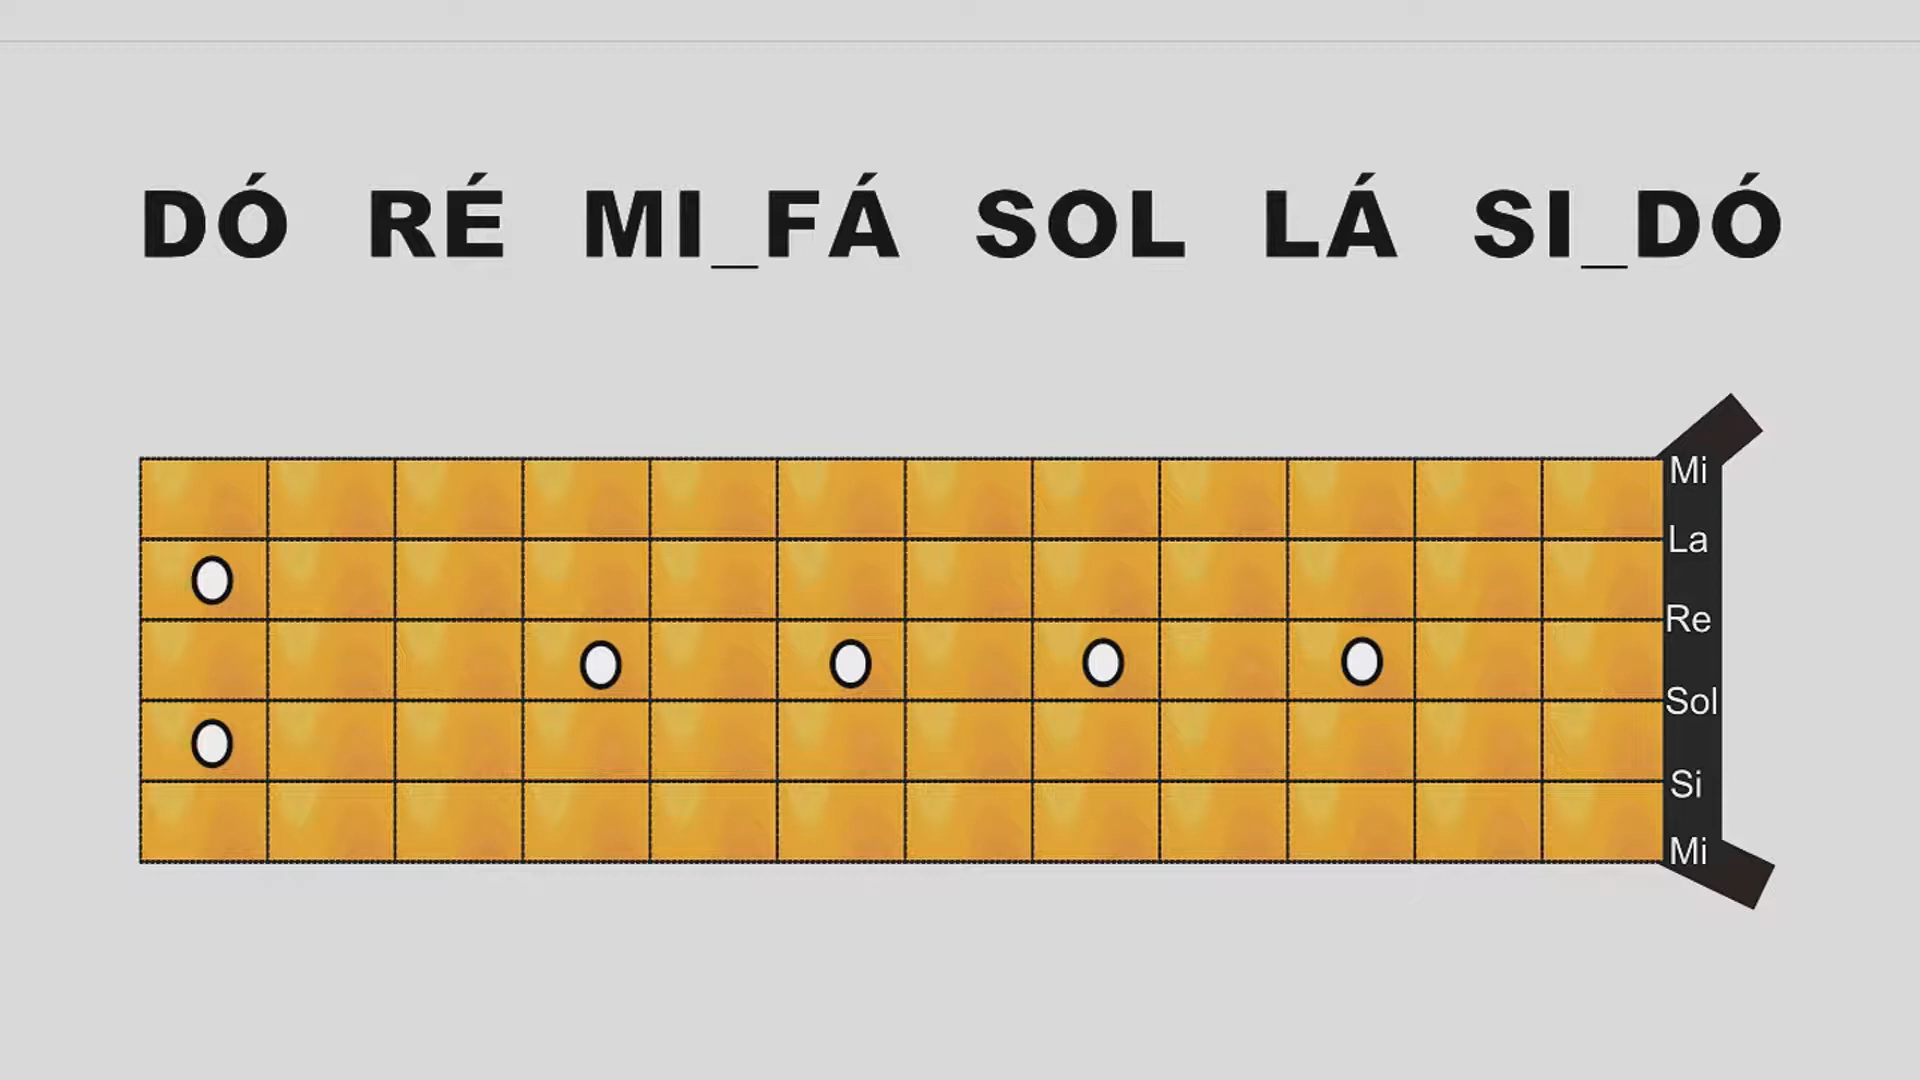 DÓ RÉ MI_FÁ SOL LÁ SI_DÓ
Mi
La
Re
Sol
Si
Mi